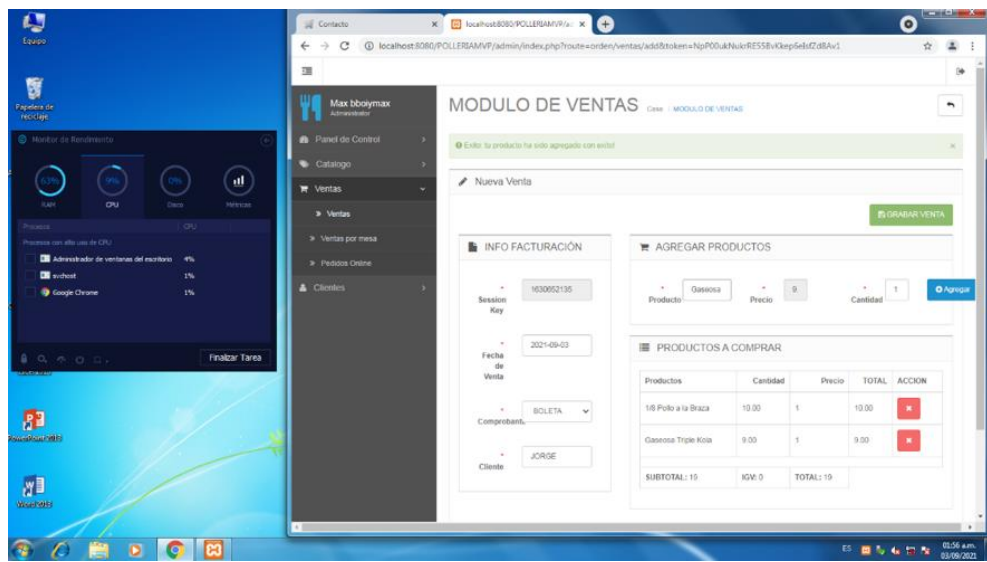 Equipo
Papelera de
reciclaje
Monitor de Rendimiento
63%
RAM
9%
CPU
0%
Disco
Métricas
Procesos
CPU
Procesos con alto uso de CPU
Administrador de ventanas del escritorio 4%
svchost 1%
Google Chrome 1%
Finalizar Tarea
PowerPoint 2013
Word 2013
Contacto
localhost:8080/POLLERIAMVP/a
localhost:8080/POLLERIAMVP/admin/index.php?route=orden/ventas/add&token=
Max bboiymax
Administrator
Panel de Control
Catalogo
Ventas
Ventas
Ventas por mesa
Pedidos Online
Clientes
MODULO DE VENTAS
MODULO DE VENTAS
Exito: tu producto ha sido agregado con exito!
Nueva Venta
GRABAR VENTA
INFO FACTURACIÓN
* Session Key
1630652135
* Fecha de Venta
2021-09-03
* Comprobante
BOLETA
* Cliente
JORGE
AGREGAR PRODUCTOS
* Producto
Gaseosa
* Precio
9
* Cantidad
1
Agregar
PRODUCTOS A COMPRAR
Productos Cantidad Precio TOTAL ACCION
1/8 Pollo a la Braza 10.00 1 10.00
Gaseosa Triple Kola 9.00 1 9.00
SUBTOTAL: 19 IGV: 0 TOTAL: 19
ES
01:56 a.m.
03/09/2021